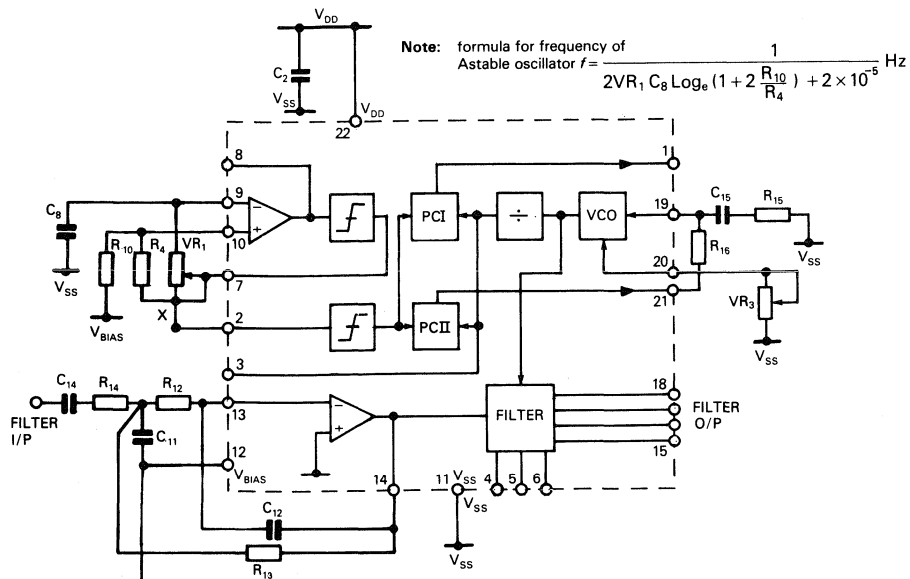 V_DD
Note: formula for frequency of
Astable oscillator f = 1 / (2VR₁ C₈ Logₑ (1+2 R₁₀/R₄) + 2×10⁻⁵) Hz
C₂
V_SS
V_DD
22
8
1
9
C₈
PCI
÷
VCO
19
C₁₅
R₁₅
−
+
10
R₁₀
R₄
VR₁
R₁₆
V_SS
20
V_SS
7
21
VR₃
X
2
PCII
V_BIAS
V_SS
3
C₁₄
R₁₄
R₁₂
13
18
FILTER
I/P
−
+
FILTER
FILTER
O/P
C₁₁
12
15
V_BIAS
14
11
V_SS
4
5
6
V_SS
C₁₂
R₁₃
V_SS